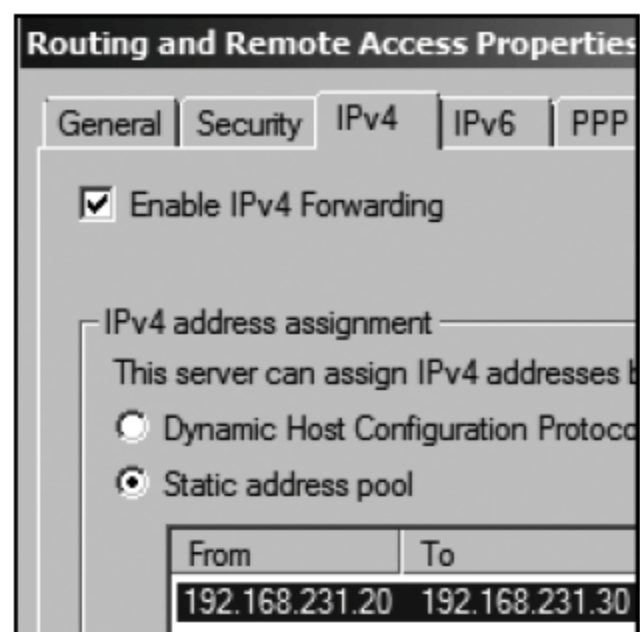 Routing and Remote Access Properties
General Security IPv4 IPv6 PPP
Enable IPv4 Forwarding
IPv4 address assignment
This server can assign IPv4 addresses
Dynamic Host Configuration
Static address pool
From To
192.168.231.20 192.168.231.30